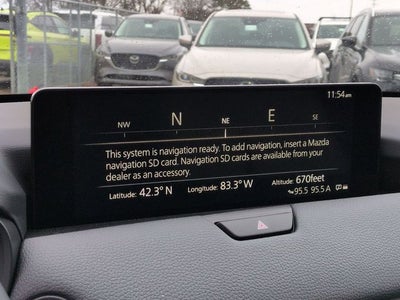 11:54am
NW N NE E SE
This system is navigation ready. To add navigation, insert a Mazda
navigation SD card. Navigation SD cards are available from your
dealer as an accessory.
Latitude: 42.3° N Longitude: 83.3° W Altitude: 670feet
95.5 95.5 A